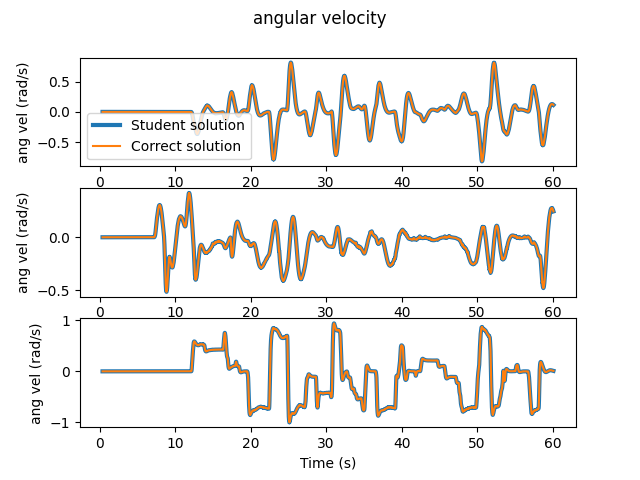 angular velocity
ang vel (rad/s)
0.5
0.0
−0.5
Student solution
Correct solution
0 10 20 30 40 50 60
ang vel (rad/s)
0.0
−0.5
0 10 20 30 40 50 60
ang vel (rad/s)
1
0
−1
0 10 20 30 40 50 60
Time (s)